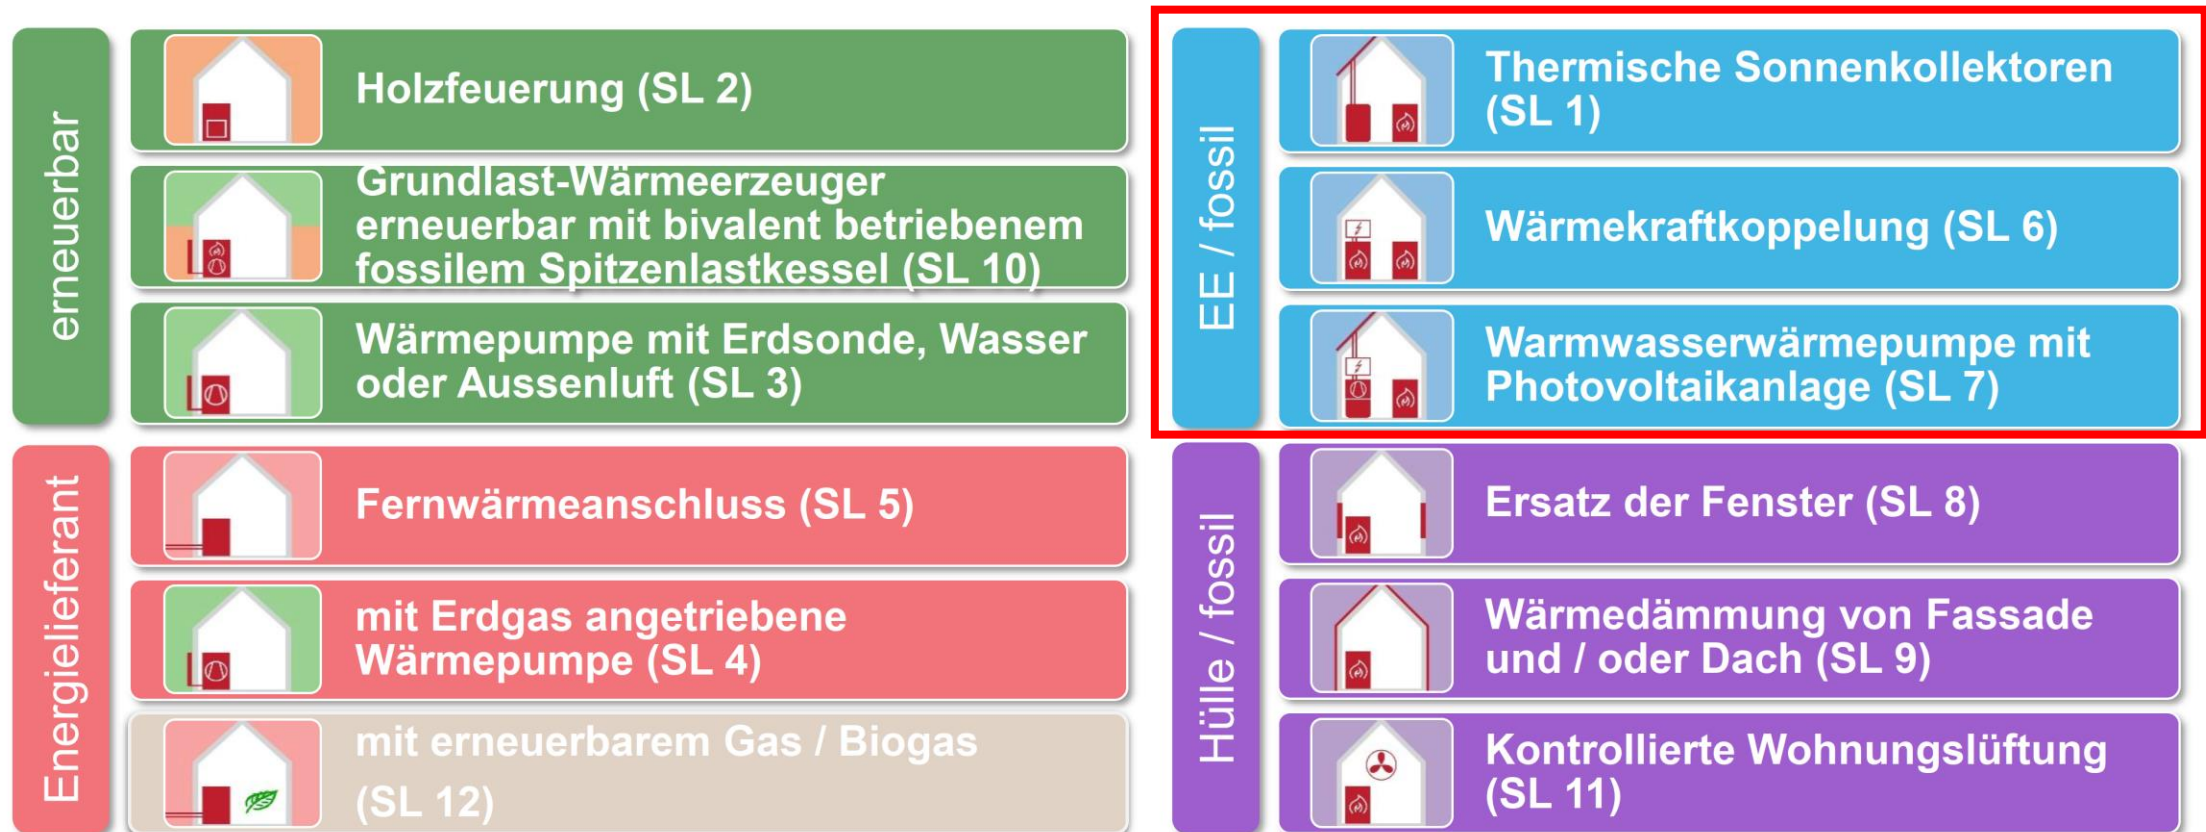 erneuerbar
Holzfeuerung (SL 2)
Grundlast-Wärmeerzeuger
erneuerbar mit bivalent betriebenem
fossilem Spitzenlastkessel (SL 10)
Wärmepumpe mit Erdsonde, Wasser
oder Aussenluft (SL 3)
Energielieferant
Fernwärmeanschluss (SL 5)
mit Erdgas angetriebene
Wärmepumpe (SL 4)
mit erneuerbarem Gas / Biogas
(SL 12)
EE / fossil
Thermische Sonnenkollektoren
(SL 1)
Wärmekraftkoppelung (SL 6)
Warmwasserwärmepumpe mit
Photovoltaikanlage (SL 7)
Hülle / fossil
Ersatz der Fenster (SL 8)
Wärmedämmung von Fassade
und / oder Dach (SL 9)
Kontrollierte Wohnungslüftung
(SL 11)